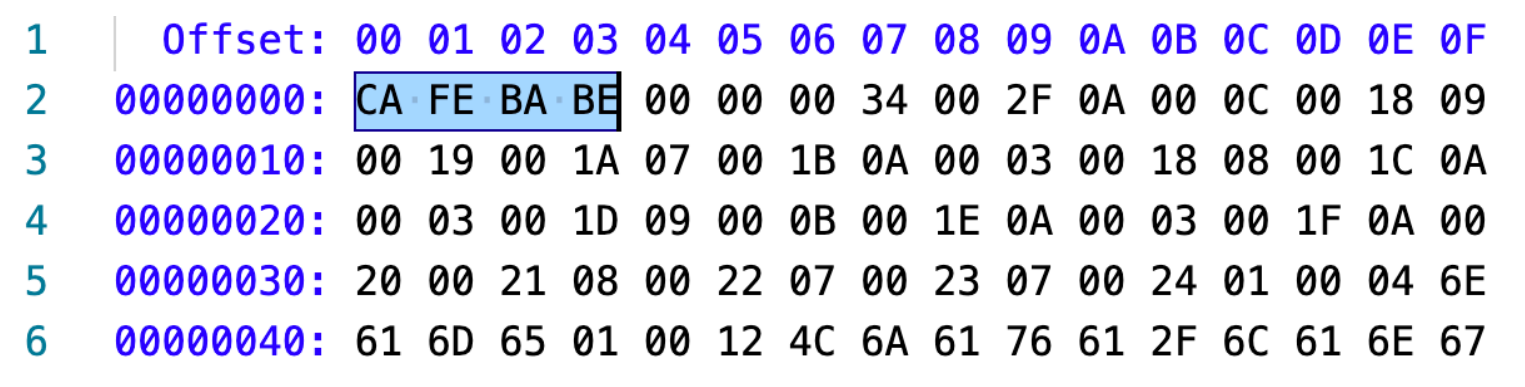 1 Offset: 00 01 02 03 04 05 06 07 08 09 0A 0B 0C 0D 0E 0F
2 00000000: CA FE BA BE 00 00 00 34 00 2F 0A 00 0C 00 18 09
3 00000010: 00 19 00 1A 07 00 1B 0A 00 03 00 18 08 00 1C 0A
4 00000020: 00 03 00 1D 09 00 0B 00 1E 0A 00 03 00 1F 0A 00
5 00000030: 20 00 21 08 00 22 07 00 23 07 00 24 01 00 04 6E
6 00000040: 61 6D 65 01 00 12 4C 6A 61 76 61 2F 6C 61 6E 67